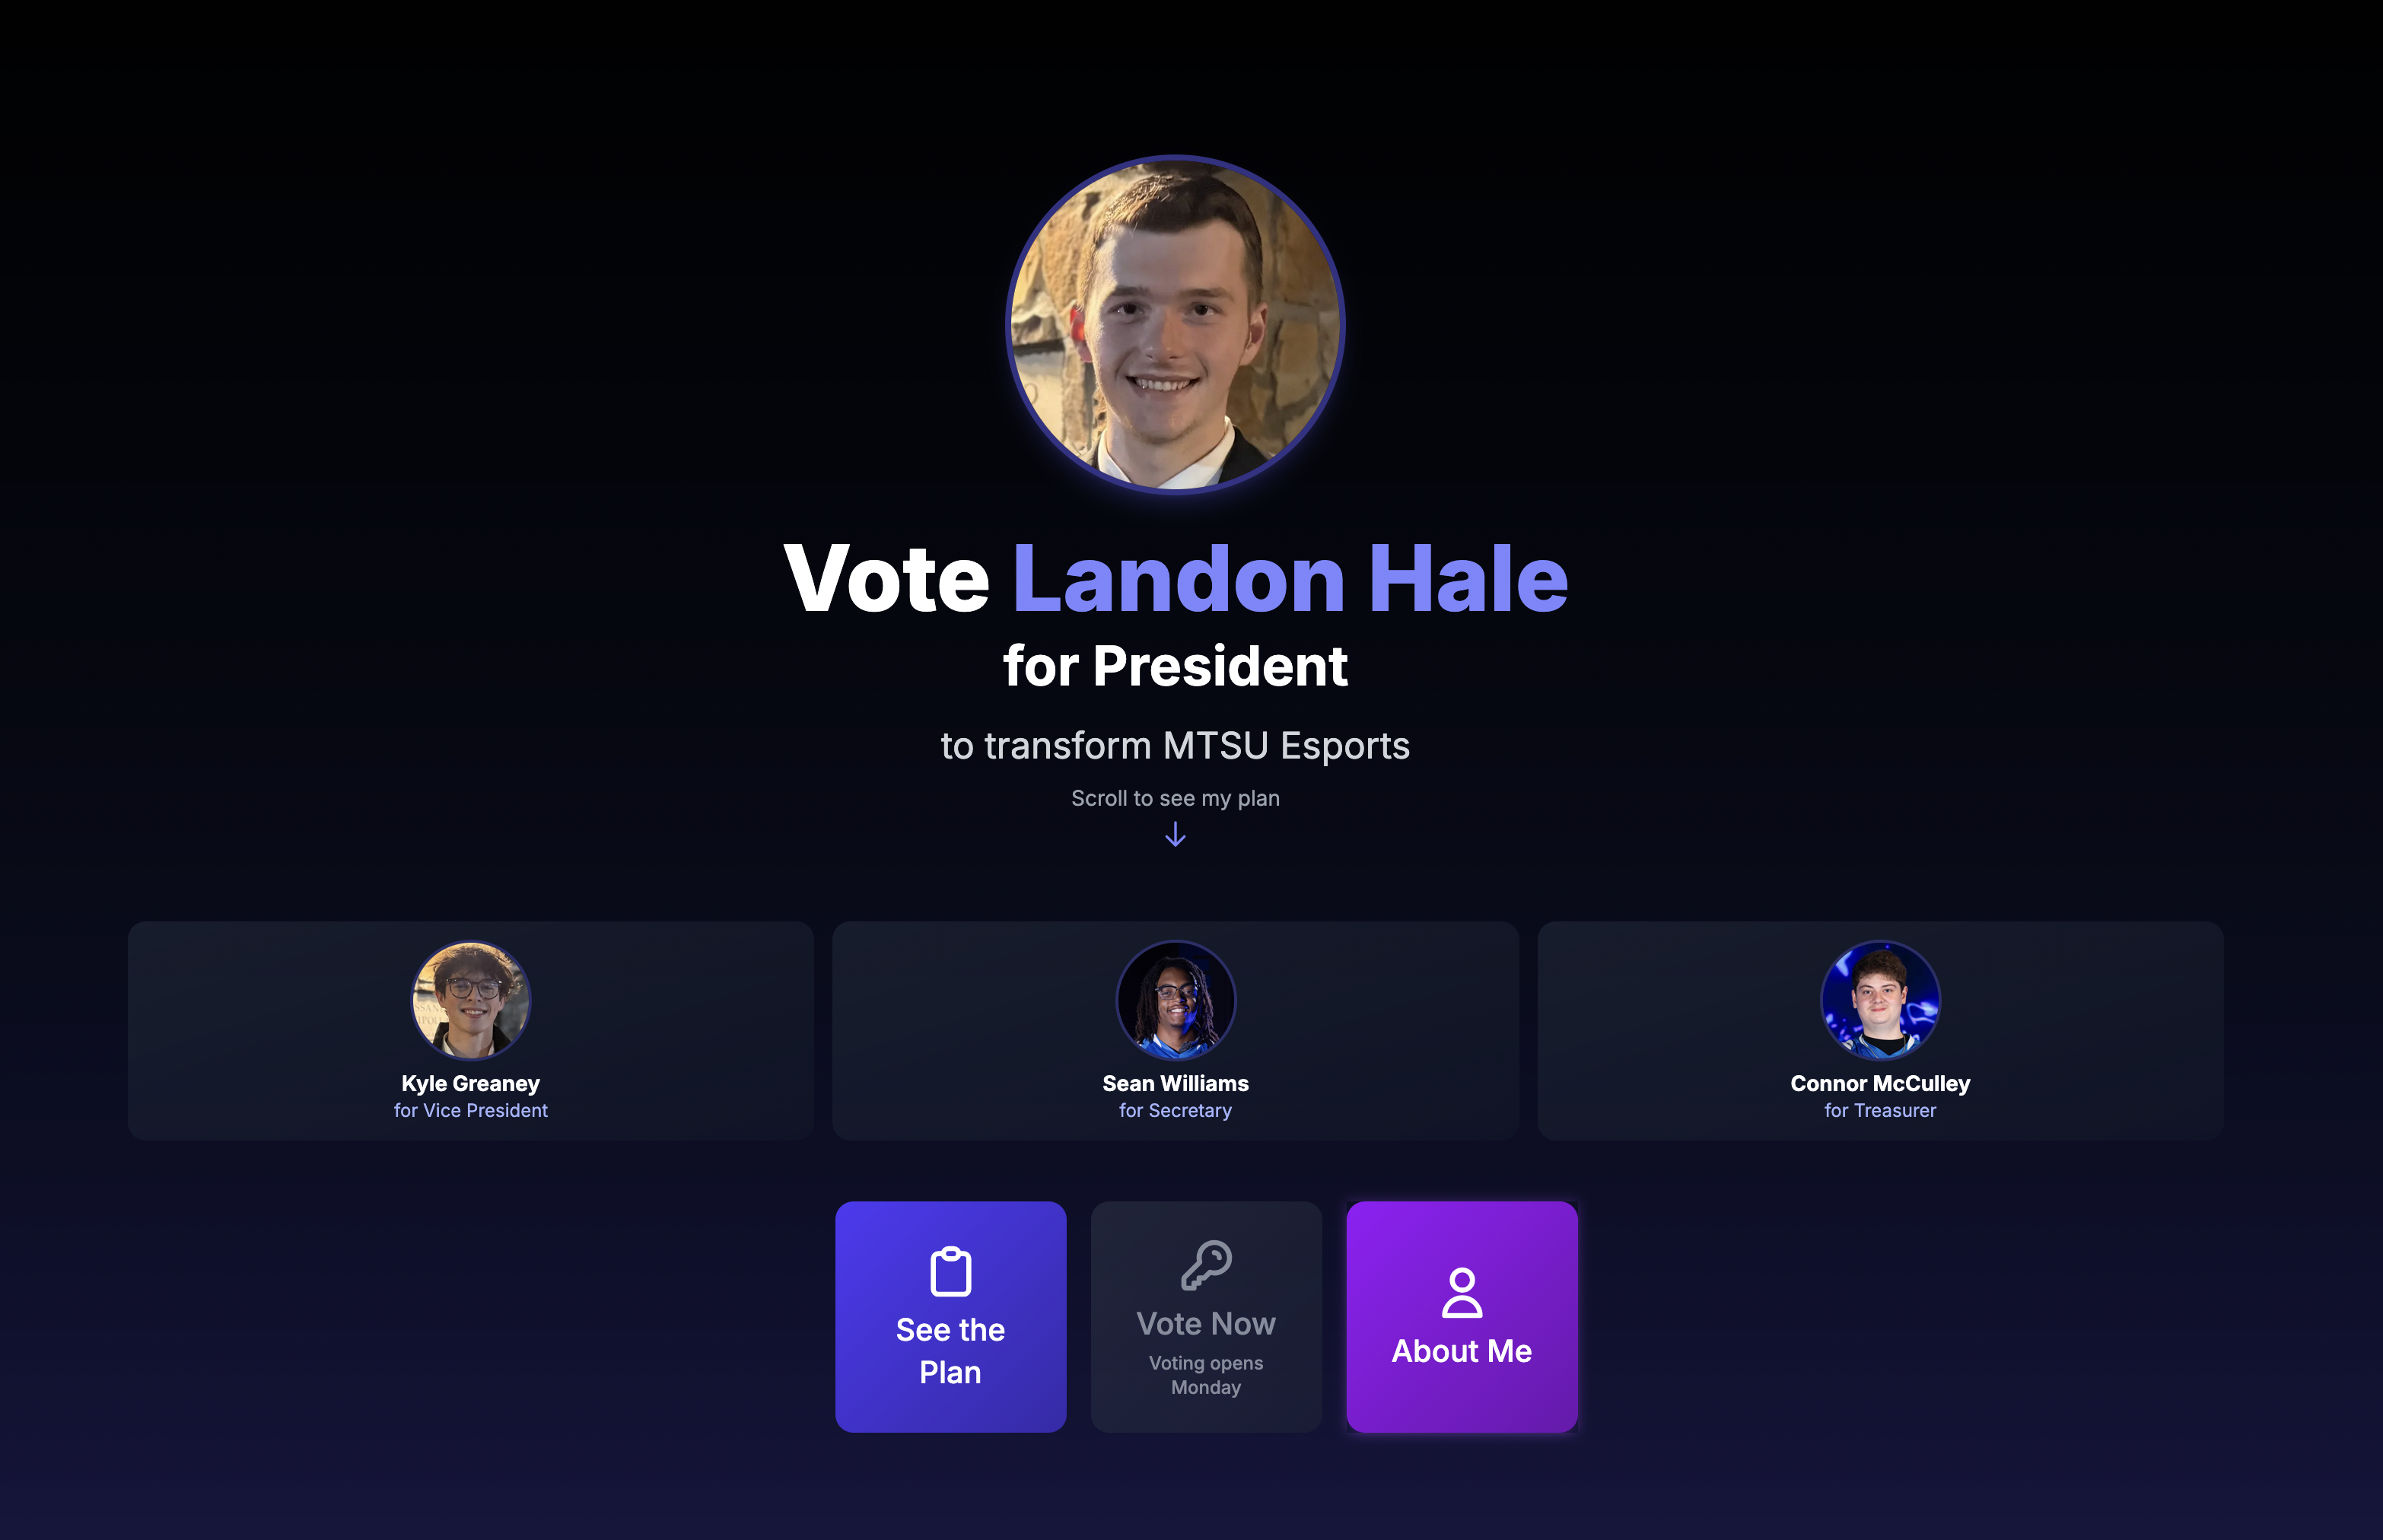 Vote Landon Hale
for President
to transform MTSU Esports
Scroll to see my plan
Kyle Greaney
for Vice President
Sean Williams
for Secretary
Connor McCulley
for Treasurer
See the
Plan
Vote Now
Voting opens
Monday
About Me